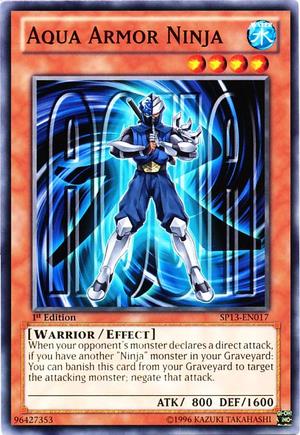 AQUA ARMOR NINJA
WATER
水
AQUA
1st Edition
SP13-EN017
[WARRIOR / EFFECT]
When your opponent's monster declares a direct attack,
if you have another "Ninja" monster in your Graveyard:
You can banish this card from your Graveyard to target
the attacking monster; negate that attack.
ATK/ 800 DEF/1600
96427353
©1996 KAZUKI TAKAHASHI